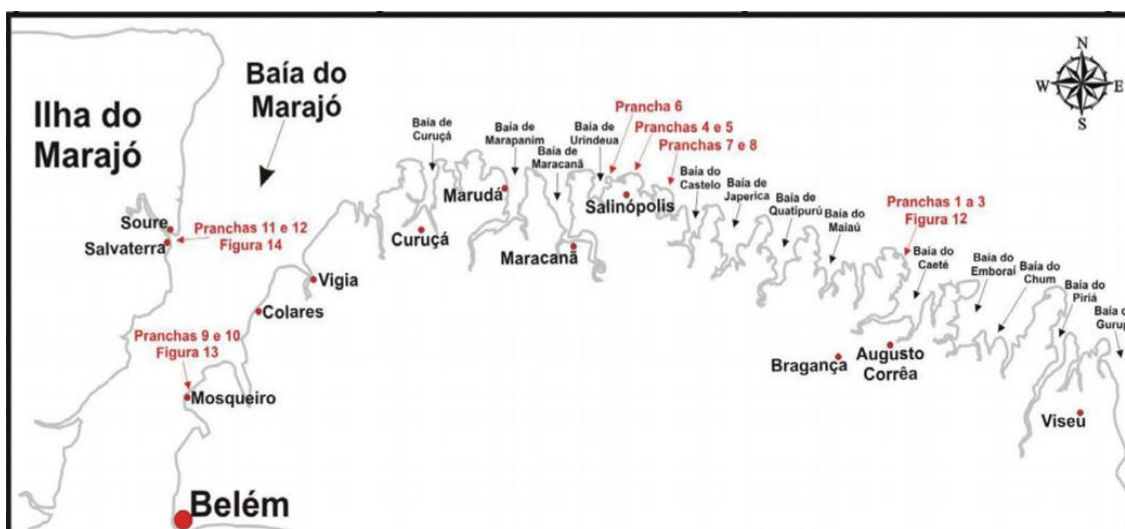 Ilha do
Marajó
Baía do
Marajó
Baía de
Curuçá
Baía de
Marapanim
Baía de
Maracanã
Baía de
Urindeua
Prancha 6
Pranchas 4 e 5
Pranchas 7 e 8
Baía do
Castelo
Baía de
Japerica
Baía de
Quatipurú
Baía do
Maiaú
Pranchas 1 a 3
Figura 12
Baía do
Caeté
Baía do
Emboraí
Baía do
Chum
Baía do
Piriá
Baía d
Gurup
N
W
E
S
Soure
Salvaterra
Pranchas 11 e 12
Figura 14
Marudá
Curuçá
Maracanã
Salinópolis
Vigia
Colares
Pranchas 9 e 10
Figura 13
Mosqueiro
Bragança
Augusto
Corrêa
Viseu
Belém